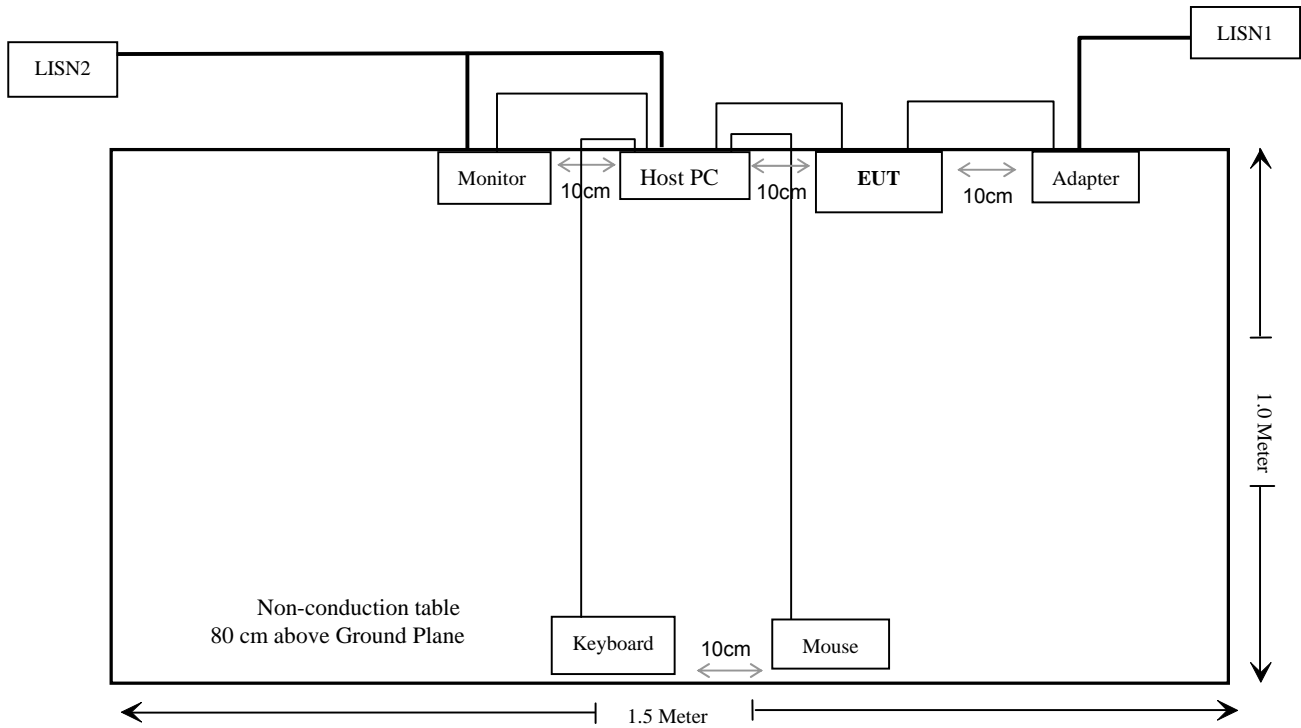 LISN1
LISN2
Monitor
10cm
Host PC
10cm
EUT
10cm
Adapter
1.0 Meter
Non-conduction table
80 cm above Ground Plane
Keyboard
10cm
Mouse
1.5 Meter